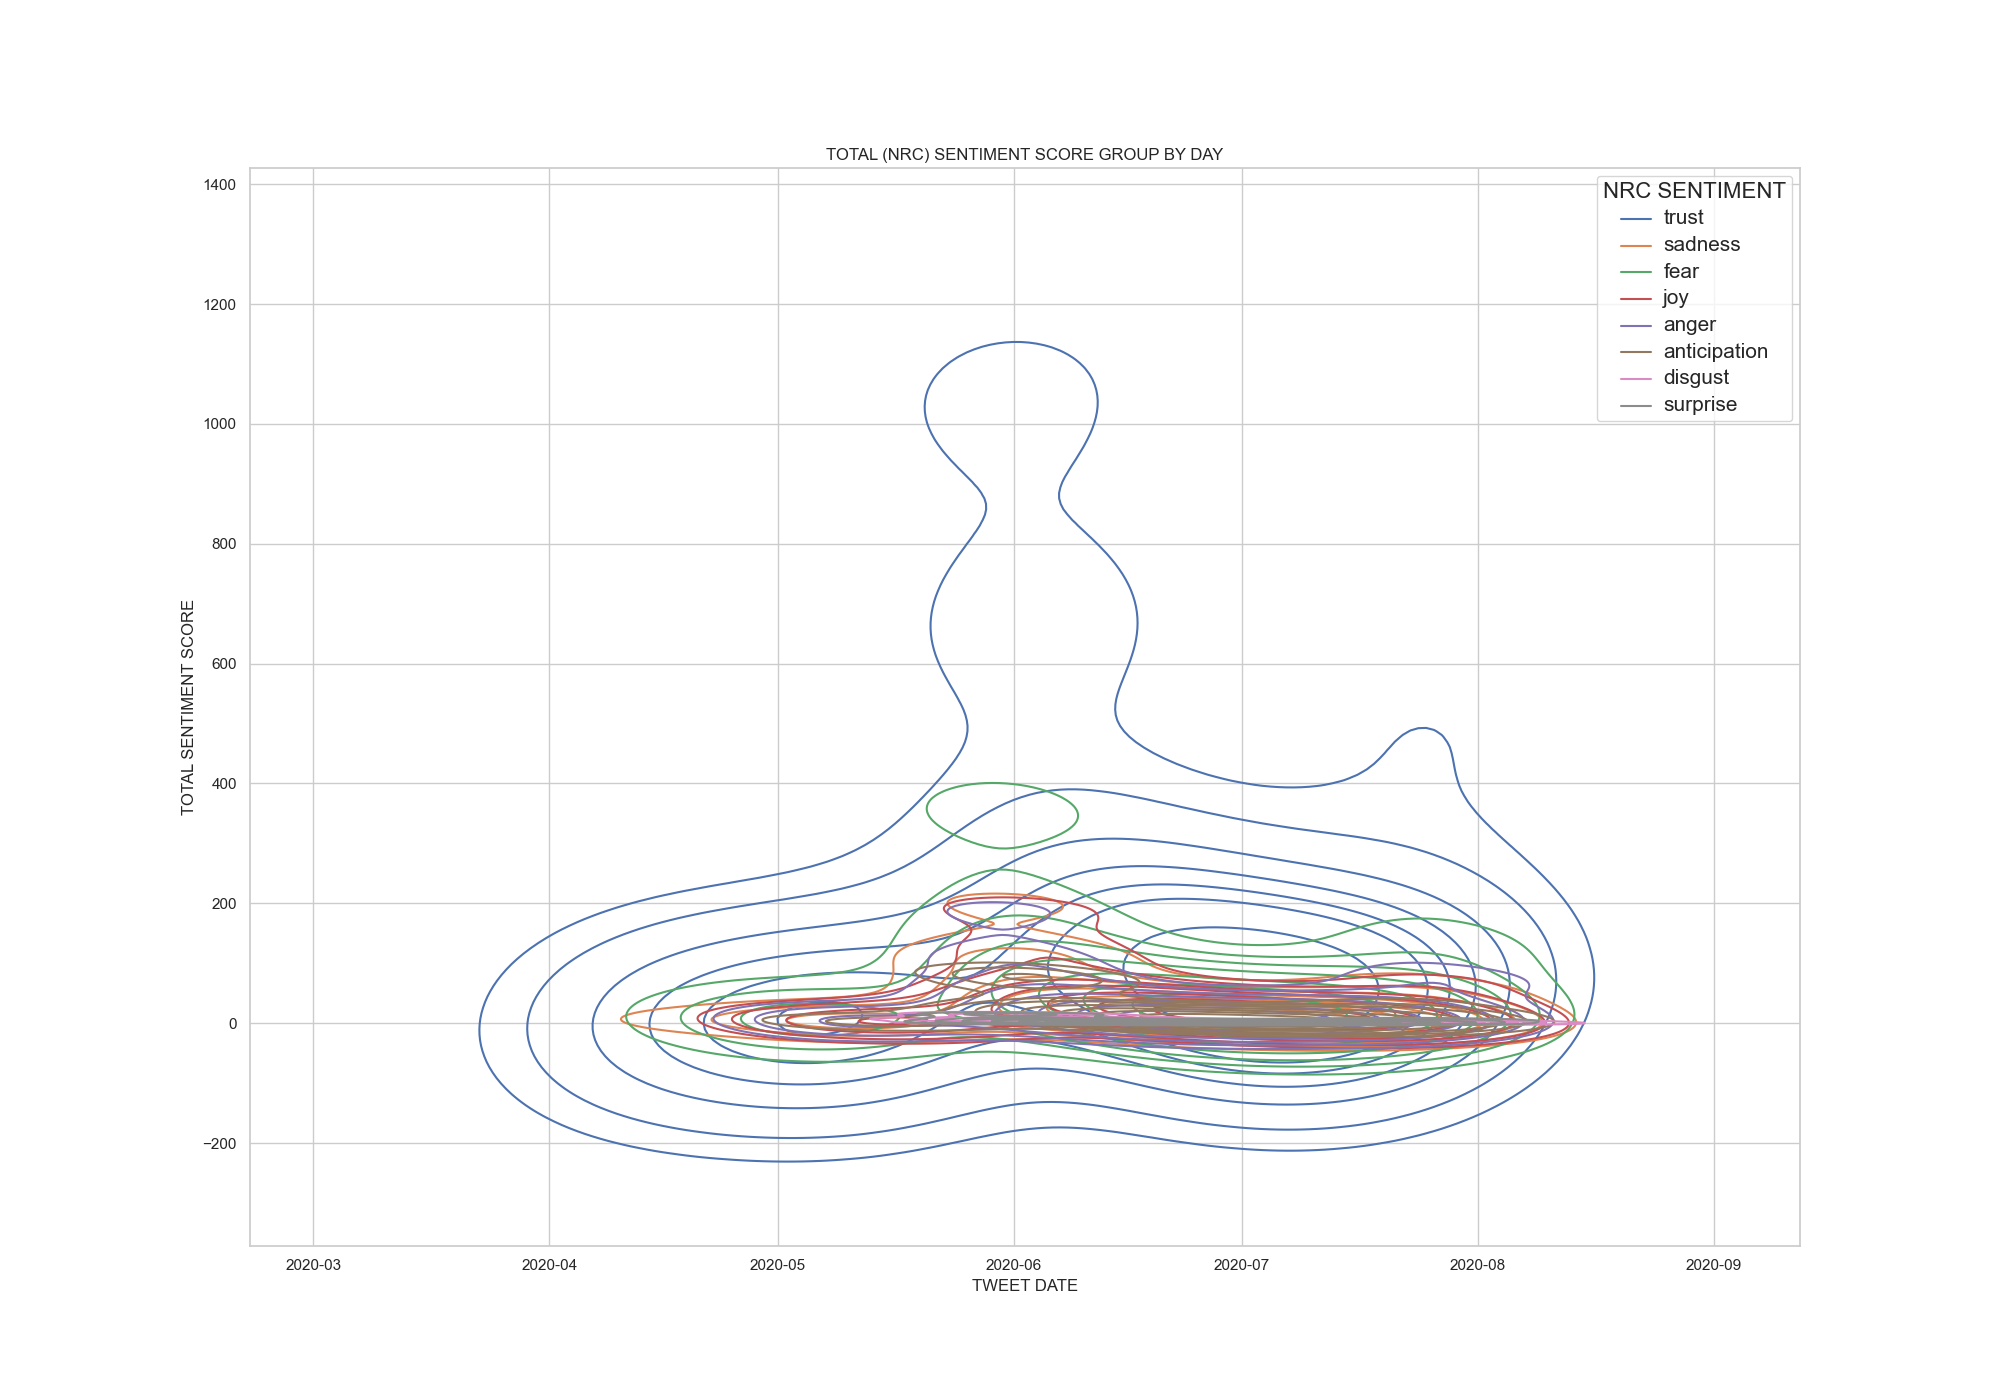 TOTAL (NRC) SENTIMENT SCORE GROUP BY DAY
1400
1200
1000
800
600
400
200
0
−200
TOTAL SENTIMENT SCORE
NRC SENTIMENT
trust
sadness
fear
joy
anger
anticipation
disgust
surprise
2020-03
2020-04
2020-05
2020-06
2020-07
2020-08
2020-09
TWEET DATE